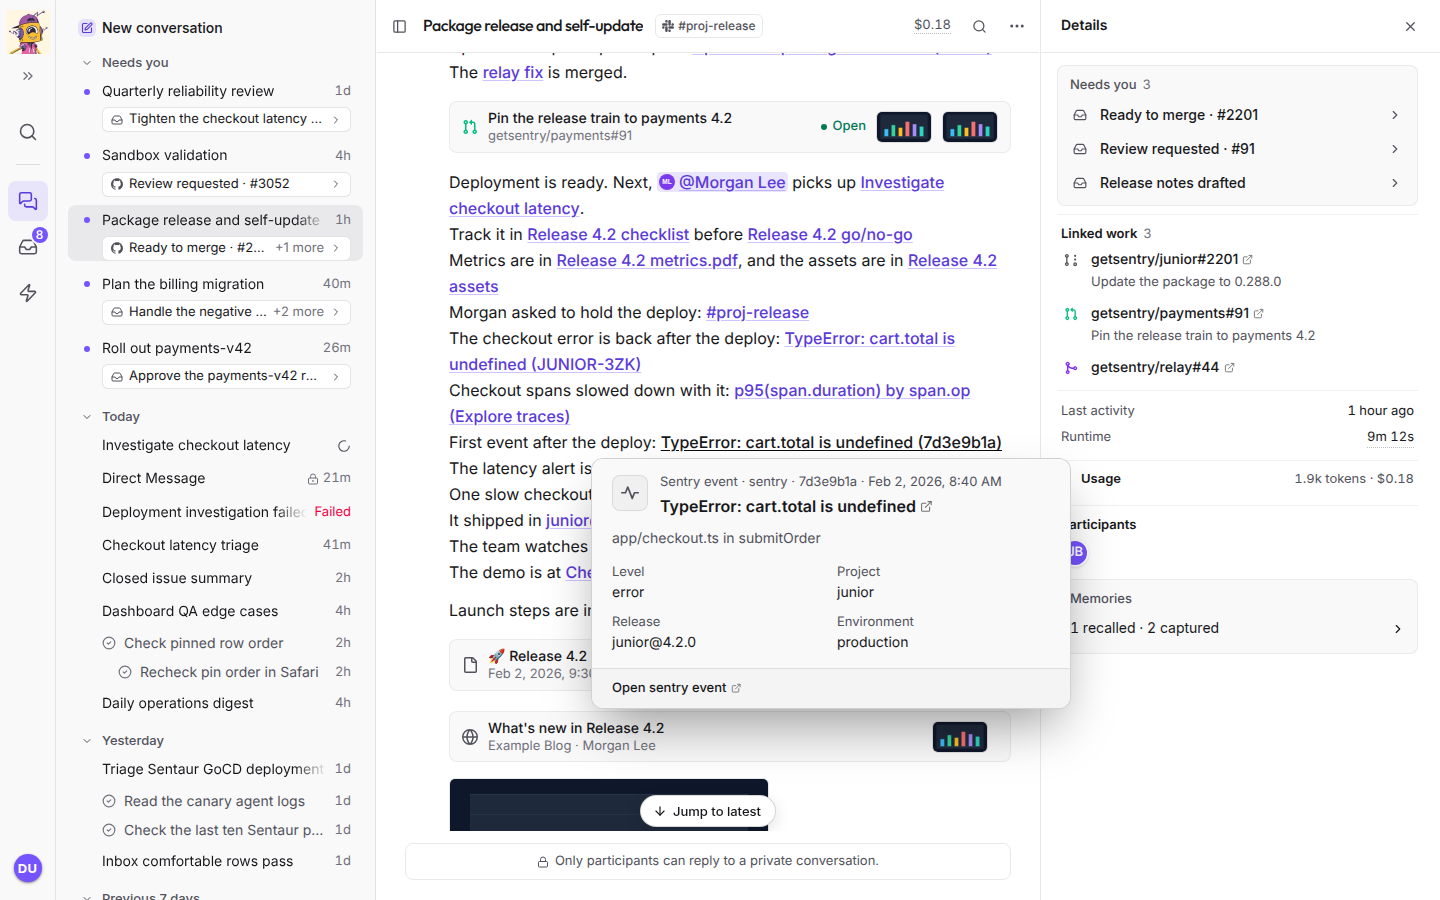 New conversation
Needs you
Quarterly reliability review 1d
Tighten the checkout latency ...
Sandbox validation 4h
Review requested · #3052
Package release and self-update 1h
Ready to merge · #2... +1 more
Plan the billing migration 40m
Handle the negative ... +2 more
Roll out payments-v42 26m
Approve the payments-v42 r...
Today
Investigate checkout latency
Direct Message 21m
Deployment investigation failed Failed
Checkout latency triage 41m
Closed issue summary 2h
Dashboard QA edge cases 4h
Check pinned row order 2h
Recheck pin order in Safari 2h
Daily operations digest 4h
Yesterday
Triage Sentaur GoCD deployment 1d
Read the canary agent logs 1d
Check the last ten Sentaur p... 1d
Inbox comfortable rows pass 1d
Previous 7 days
8
DU
Package release and self-update #proj-release $0.18
The relay fix is merged.
Pin the release train to payments 4.2
getsentry/payments#91
Open
Deployment is ready. Next, ML @Morgan Lee picks up Investigate
checkout latency.
Track it in Release 4.2 checklist before Release 4.2 go/no-go
Metrics are in Release 4.2 metrics.pdf, and the assets are in Release 4.2
assets
Morgan asked to hold the deploy: #proj-release
The checkout error is back after the deploy: TypeError: cart.total is
undefined (JUNIOR-3ZK)
Checkout spans slowed down with it: p95(span.duration) by span.op
(Explore traces)
First event after the deploy: TypeError: cart.total is undefined (7d3e9b1a)
The latency alert is
One slow checkout
It shipped in junior@
The team watches
The demo is at Che
Launch steps are in
🚀 Release 4.2
Feb 2, 2026, 9:30
What's new in Release 4.2
Example Blog · Morgan Lee
Jump to latest
Only participants can reply to a private conversation.
Sentry event · sentry · 7d3e9b1a · Feb 2, 2026, 8:40 AM
TypeError: cart.total is undefined
app/checkout.ts in submitOrder
Level Project
error junior
Release Environment
junior@4.2.0 production
Open sentry event
Details
Needs you 3
Ready to merge · #2201
Review requested · #91
Release notes drafted
Linked work 3
getsentry/junior#2201
Update the package to 0.288.0
getsentry/payments#91
Pin the release train to payments 4.2
getsentry/relay#44
Last activity 1 hour ago
Runtime 9m 12s
Usage 1.9k tokens · $0.18
articipants
JB
Memories
1 recalled · 2 captured